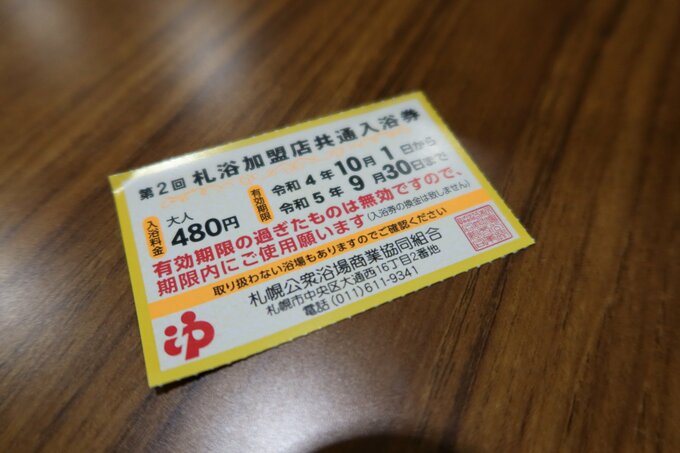 第2回 札浴加盟店共通入浴券
入浴料金 大人 480円
有効期限 令和4年10月1日から
令和5年9月30日まで
有効期限の過ぎたものは無効ですので、
期限内にご使用願います(入浴券の換金は致しません)
取り扱わない浴場もありますのでご確認ください
札幌公衆浴場商業協同組合
札幌市中央区大通西16丁目2番地
電話(011)611-9341